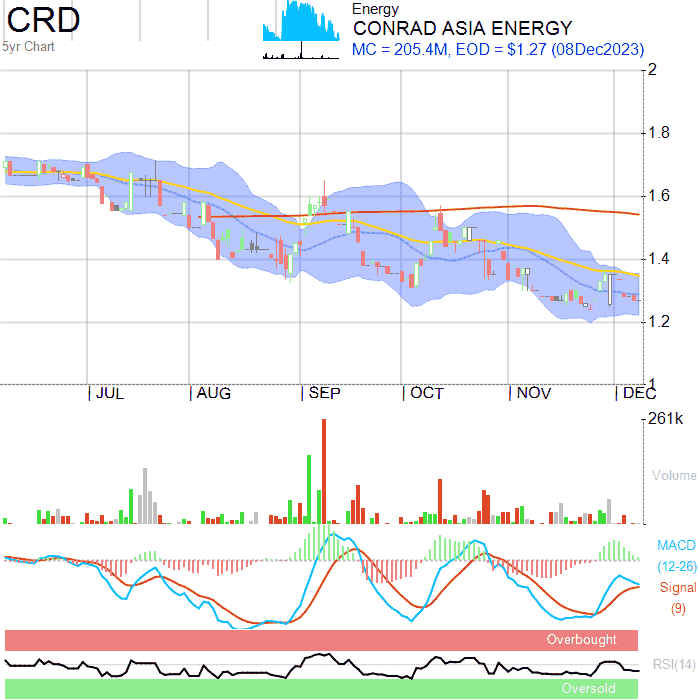 CRD
5yr Chart
Energy
CONRAD ASIA ENERGY
MC = 205.4M, EOD = $1.27 (08Dec2023)
2
1.8
1.6
1.4
1.2
1
JUL AUG SEP OCT NOV DEC
261k
Volume
MACD
(12-26)
Signal
(9)
Overbought
RSI(14)
Oversold